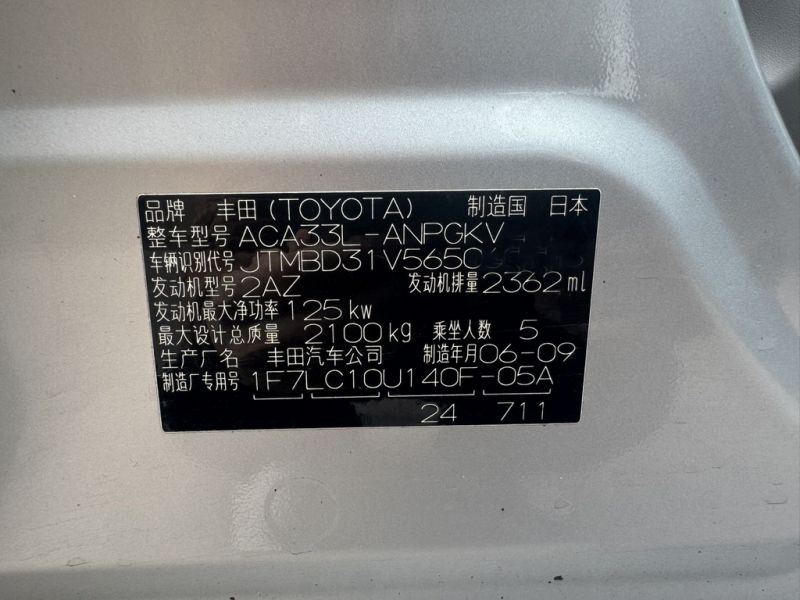 品牌 丰田(TOYOTA) 制造国 日本
整车型号 ACA33L-ANPGKV
车辆识别代号 JTMBD31V565C
发动机型号 2AZ 发动机排量 2362 ml
发动机最大净功率 125 kw
最大设计总质量 2100 kg 乘坐人数 5
生产厂名 丰田汽车公司 制造年月 06-09
制造厂专用号 1F7LC10U140F-05A
24 711